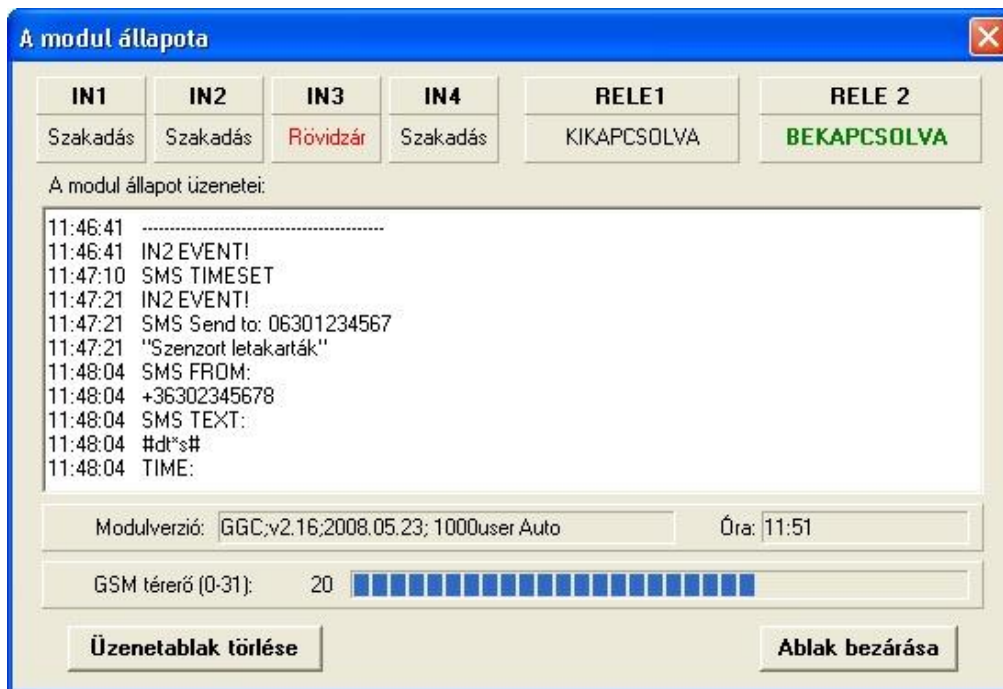 A modul állapota
IN1 IN2 IN3 IN4 RELE1 RELE 2
Szakadás Szakadás Rövidzár Szakadás KIKAPCSOLVA BEKAPCSOLVA
A modul állapot üzenetei:
11:46:41 --------------------------------------------
11:46:41 IN2 EVENT!
11:47:10 SMS TIMESET
11:47:21 IN2 EVENT!
11:47:21 SMS Send to: 06301234567
11:47:21 "Szenzort letakarták"
11:48:04 SMS FROM:
11:48:04 +36302345678
11:48:04 SMS TEXT:
11:48:04 #dt*s#
11:48:04 TIME:
Modulverzió: GGC;v2.16;2008.05.23; 1000user Auto Óra: 11:51
GSM térerő (0-31): 20
Üzenetablak törlése Ablak bezárása